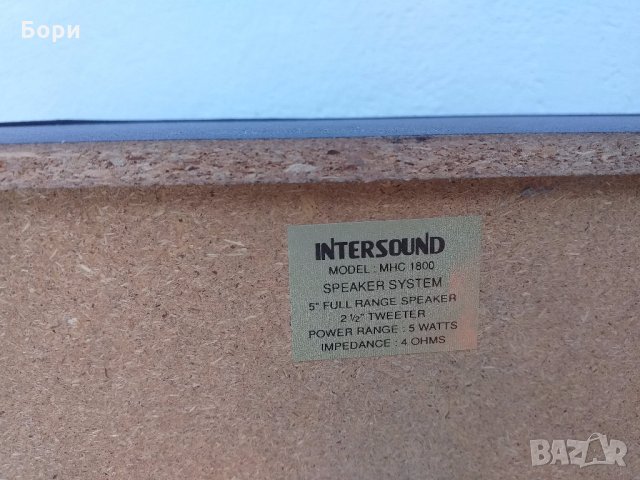 Бори
INTERSOUND
MODEL : MHC 1800
SPEAKER SYSTEM
5" FULL RANGE SPEAKER
2 ½" TWEETER
POWER RANGE : 5 WATTS
IMPEDANCE : 4 OHMS
BAZAR